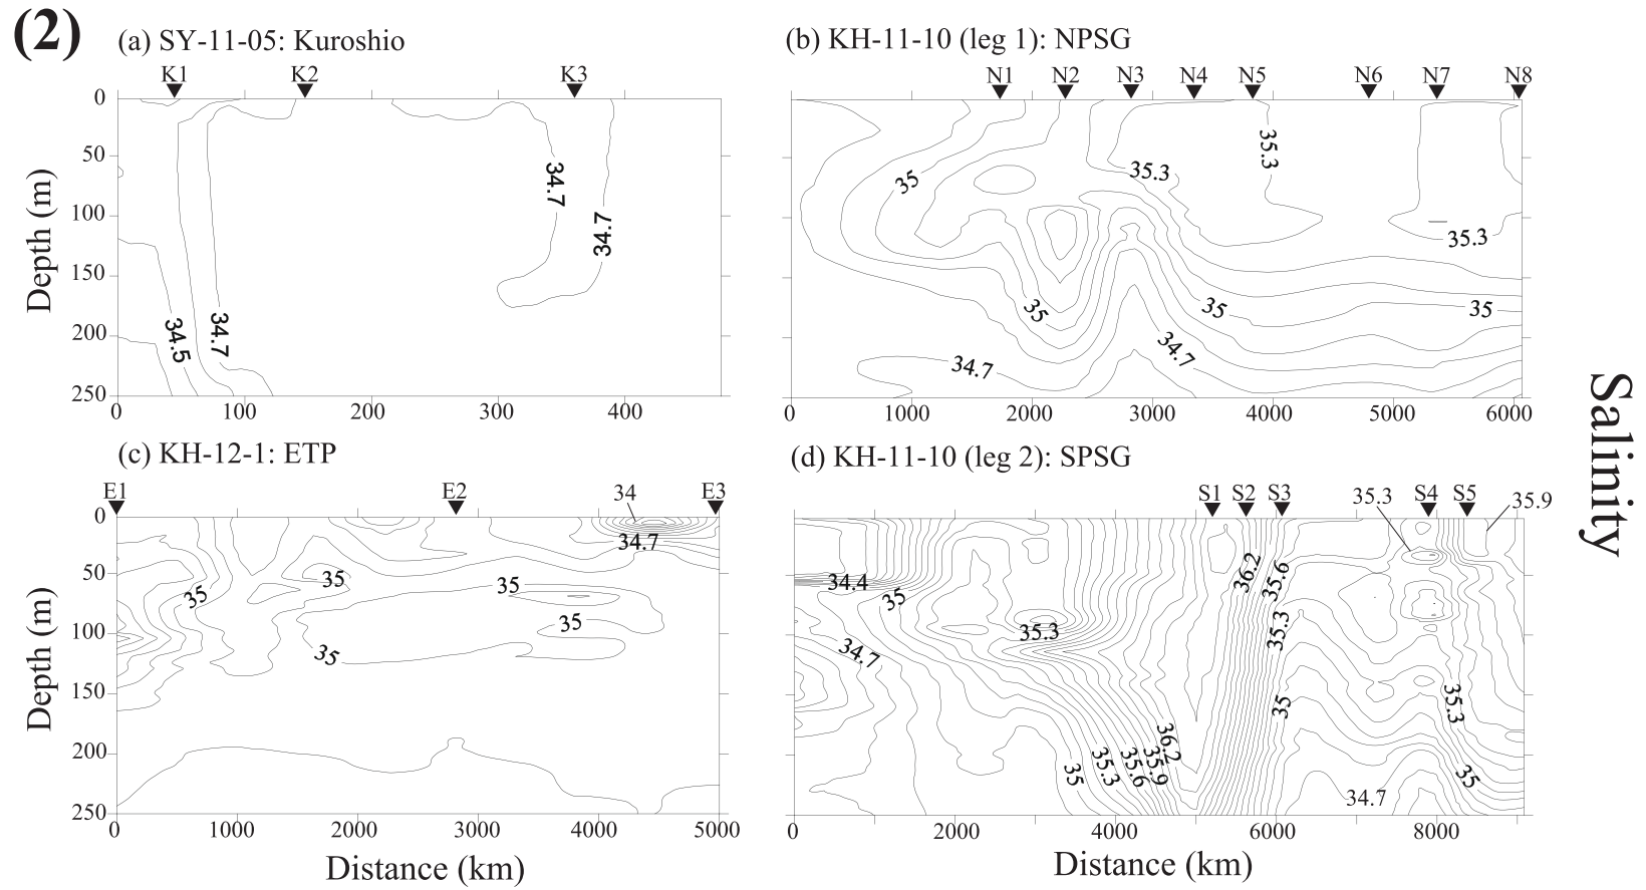 (2)
(a) SY-11-05: Kuroshio
K1 K2 K3
0
50
100
150
200
250
34.5
34.7
34.7
34.7
0 100 200 300 400
Depth (m)
(b) KH-11-10 (leg 1): NPSG
N1 N2 N3 N4 N5 N6 N7 N8
35
35.3
35.3
35.3
35
35
35
34.7
34.7
0 1000 2000 3000 4000 5000 6000
Salinity
(c) KH-12-1: ETP
E1 E2 34 E3
0
50
100
150
200
250
34.7
35
35
35
35
35
0 1000 2000 3000 4000 5000
Depth (m)
Distance (km)
(d) KH-11-10 (leg 2): SPSG
S1 S2 S3 35.3 S4 S5 35.9
34.4
35
35.3
34.7
36.2
35.6
35.3
35
35.3
36.2
35
35.3
35.6
35.9
34.7
35
0 2000 4000 6000 8000
Distance (km)